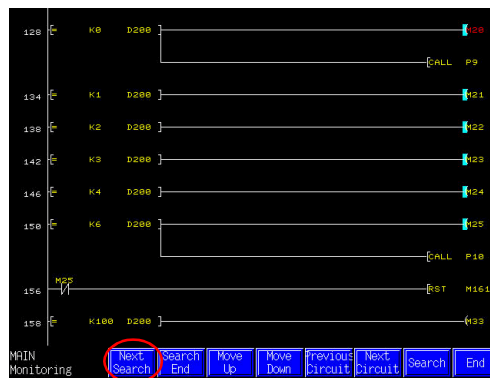 128 [= K0 D200 ] M20
[CALL P9
134 [= K1 D200 ] M21
138 [= K2 D200 ] M22
142 [= K3 D200 ] M23
146 [= K4 D200 ] M24
150 [= K6 D200 ] M25
[CALL P10
M25
156 [RST M161
158 [= K100 D200 ] (M33
MAIN Next Search Move Move Previous Next Search End
Monitoring Search End Up Down Circuit Circuit